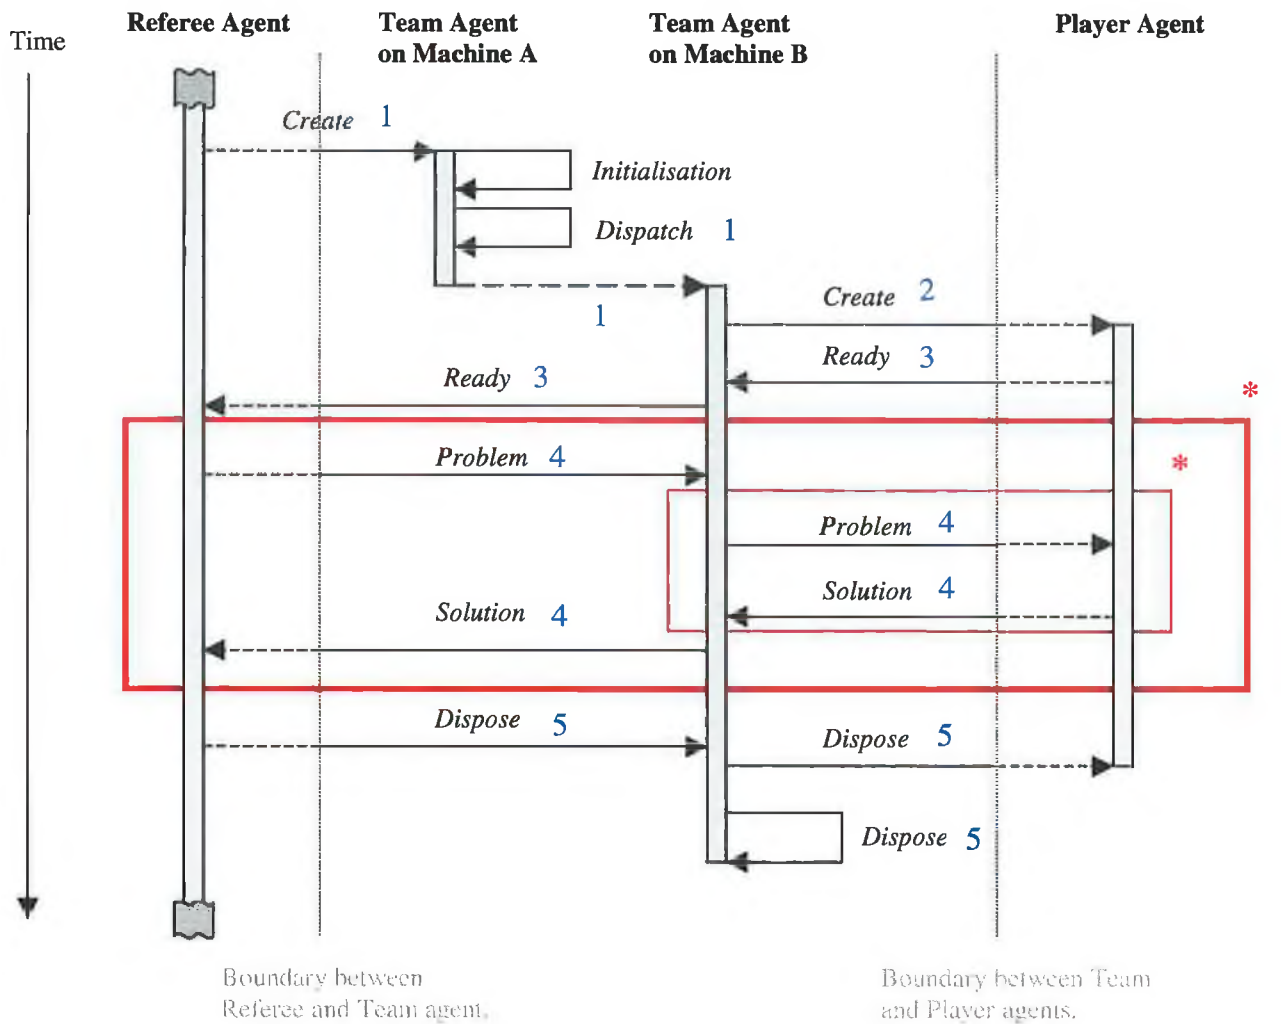 Time
Referee Agent
Team Agent
on Machine A
Team Agent
on Machine B
Player Agent
Create 1
Initialisation
Dispatch 1
1
Create 2
Ready 3
Ready 3
*
Problem 4
*
Problem 4
Solution 4
Solution 4
Dispose 5
Dispose 5
Dispose 5
Boundary between
Referee and Team agent.
Boundary between Team
and Player agents.